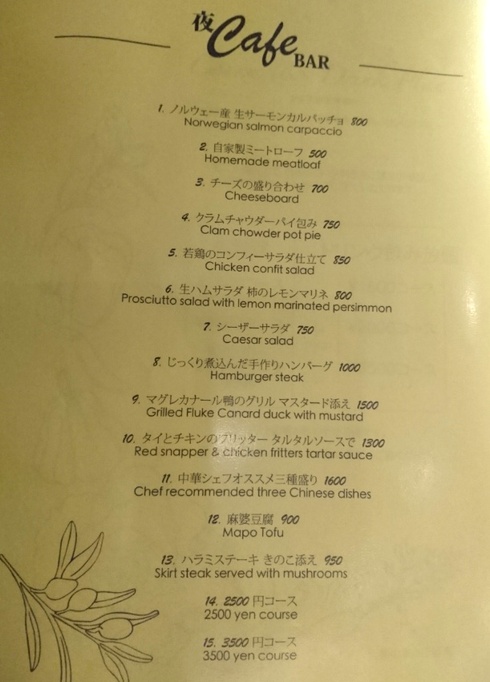 夜 Cafe BAR
1. ノルウェー産 生サーモンカルパッチョ 800
Norwegian salmon carpaccio
2. 自家製ミートローフ 500
Homemade meatloaf
3. チーズの盛り合わせ 700
Cheeseboard
4. クラムチャウダーパイ包み 750
Clam chowder pot pie
5. 若鶏のコンフィーサラダ仕立て 850
Chicken confit salad
6. 生ハムサラダ 柿のレモンマリネ 800
Prosciutto salad with lemon marinated persimmon
7. シーザーサラダ 750
Caesar salad
8. じっくり煮込んだ手作りハンバーグ 1000
Hamburger steak
9. マグレカナール鴨のグリル マスタード添え 1500
Grilled Fluke Canard duck with mustard
10. タイとチキンのフリッター タルタルソースで 1300
Red snapper & chicken fritters tartar sauce
11. 中華シェフオススメ三種盛り 1600
Chef recommended three Chinese dishes
12. 麻婆豆腐 900
Mapo Tofu
13. ハラミステーキ きのこ添え 950
Skirt steak served with mushrooms
14. 2500 円コース
2500 yen course
15. 3500 円コース
3500 yen course